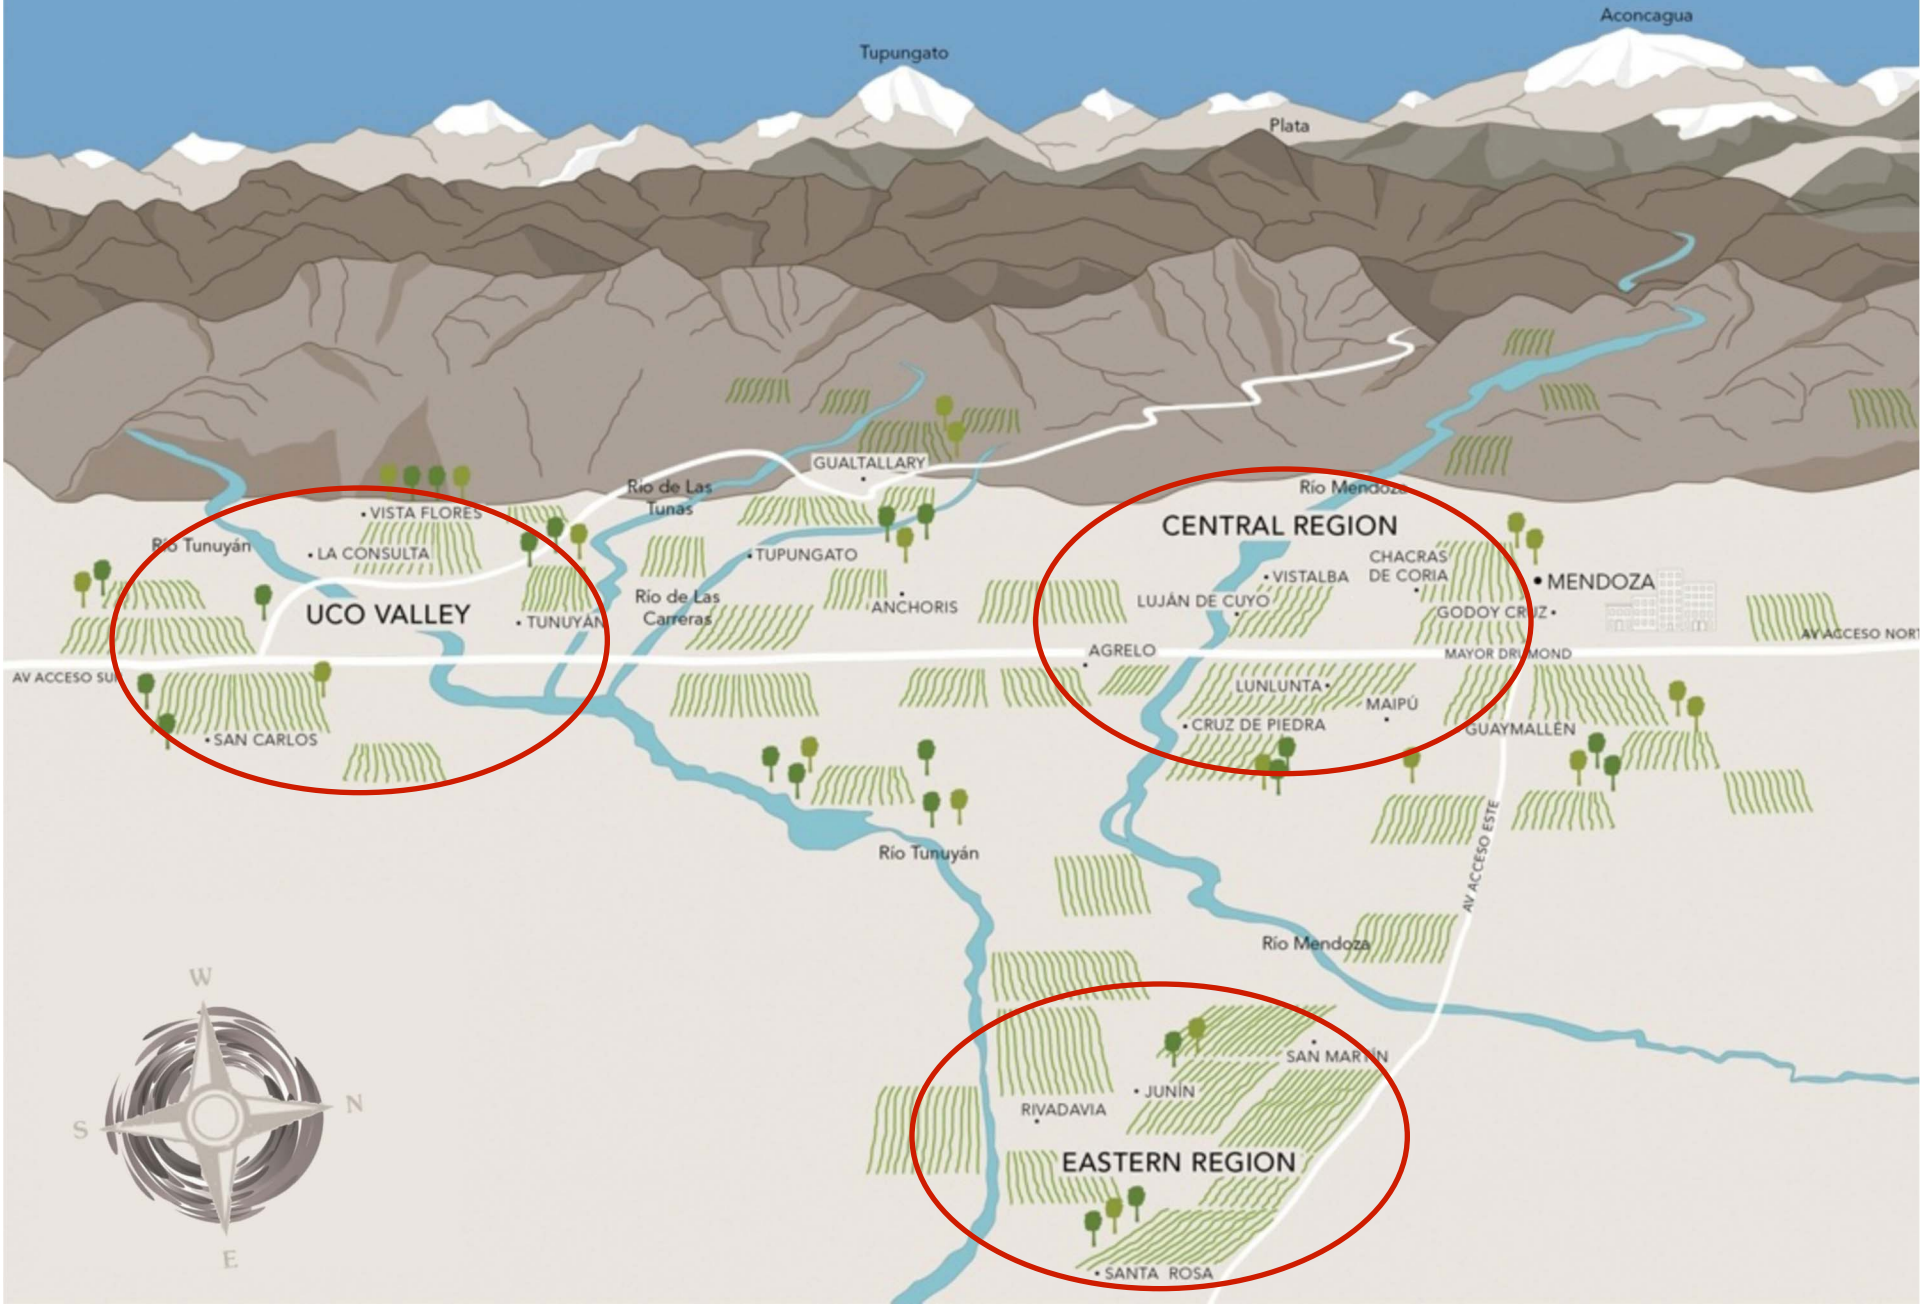 Aconcagua
Tupungato
Plata
GUALTALLARY
Río de Las
Tunas
Río Mendoza
VISTA FLORES
CENTRAL REGION
Río Tunuyán
LA CONSULTA
TUPUNGATO
CHACRAS
DE CORIA
VISTALBA
MENDOZA
UCO VALLEY
Río de Las
Carreras
ANCHORIS
LUJÁN DE CUYO
GODOY CRUZ
TUNUYÁN
AV ACCESO NORT
AGRELO
MAYOR DRUMOND
AV ACCESO SUR
LUNLUNTA
MAIPÚ
SAN CARLOS
CRUZ DE PIEDRA
GUAYMALLÉN
AV ACCESO ESTE
Río Tunuyán
Río Mendoza
W
N
S
E
SAN MARTÍN
JUNÍN
RIVADAVIA
EASTERN REGION
SANTA ROSA